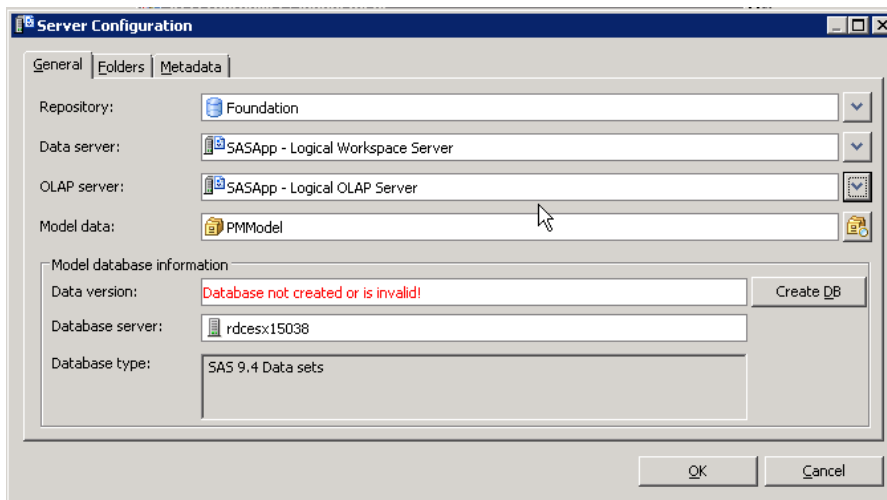 Server Configuration
General Folders Metadata
Repository: Foundation
Data server: SASApp - Logical Workspace Server
OLAP server: SASApp - Logical OLAP Server
Model data: PMModel
Model database information
Data version: Database not created or is invalid! Create DB
Database server: rdcesx15038
Database type: SAS 9.4 Data sets
OK Cancel